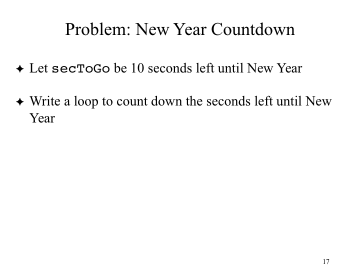 Problem: New Year Countdown
✦ Let secToGo be 10 seconds left until New Year
✦ Write a loop to count down the seconds left until New
Year
17